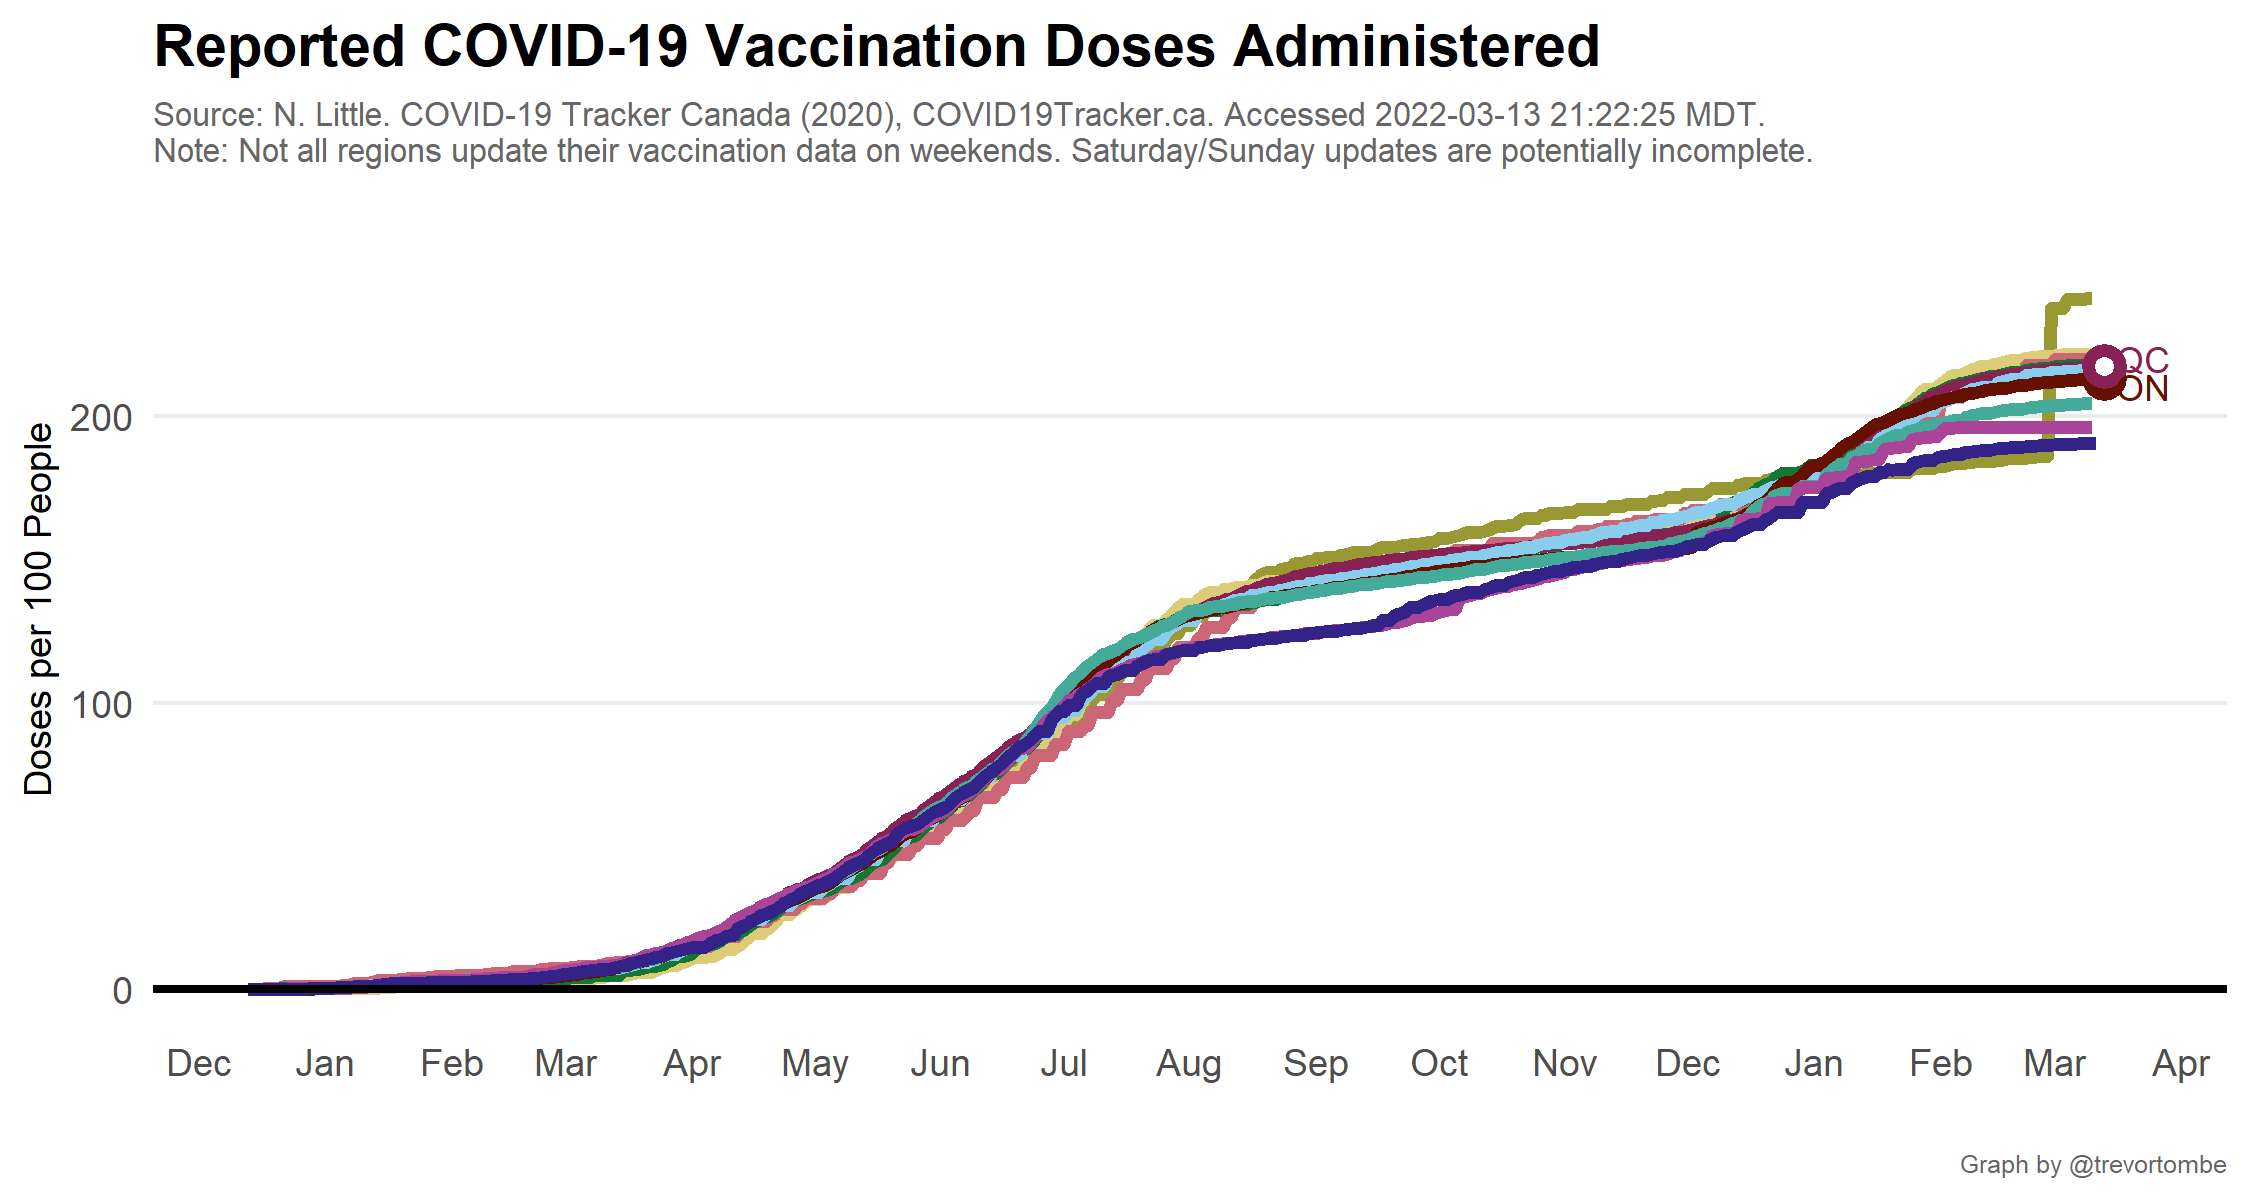 Reported COVID-19 Vaccination Doses Administered
Source: N. Little. COVID-19 Tracker Canada (2020), COVID19Tracker.ca. Accessed 2022-03-13 21:22:25 MDT.
Note: Not all regions update their vaccination data on weekends. Saturday/Sunday updates are potentially incomplete.
Doses per 100 People
QC
ON
200
100
0
Dec Jan Feb Mar Apr May Jun Jul Aug Sep Oct Nov Dec Jan Feb Mar Apr
Graph by @trevortombe